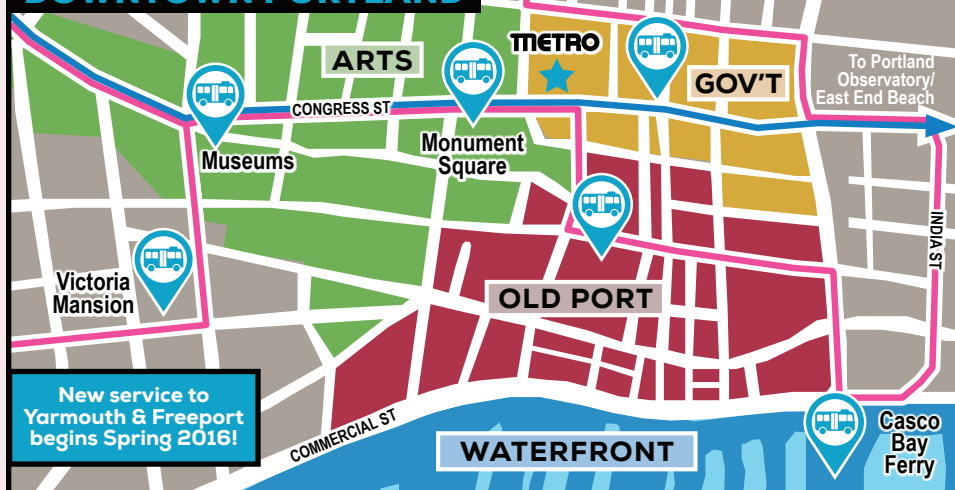 DOWNTOWN PORTLAND
METRO
ARTS
GOV'T
To Portland
Observatory/
East End Beach
CONGRESS ST
Museums
Monument
Square
INDIA ST
Victoria
Mansion
OLD PORT
New service to
Yarmouth & Freeport
begins Spring 2016!
COMMERCIAL ST
WATERFRONT
Casco
Bay
Ferry